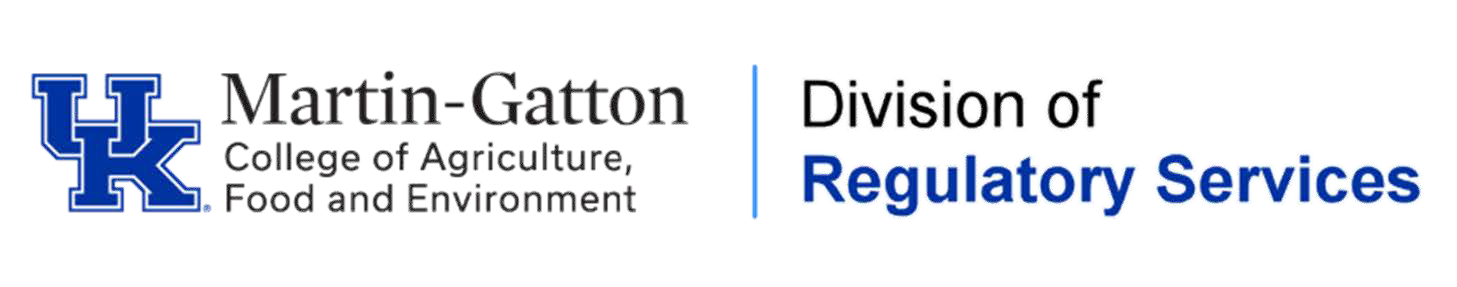 UK®
Martin-Gatton
College of Agriculture,
Food and Environment
Division of
Regulatory Services